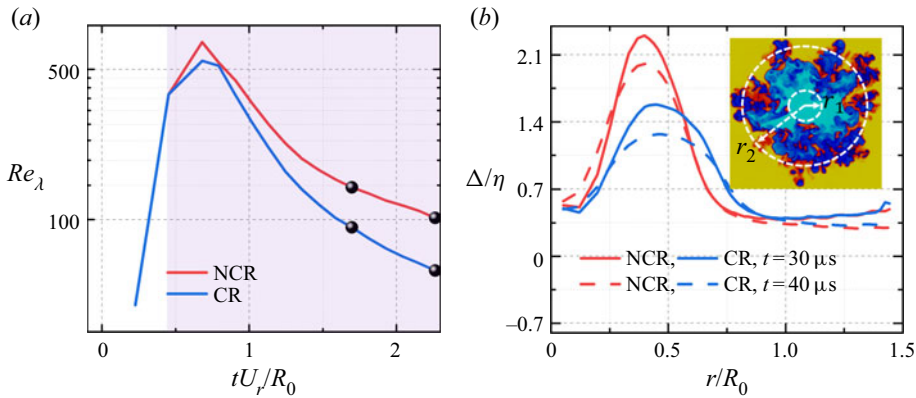 (a)
500
100
Re_λ
NCR
CR
0
1
2
tU_r/R_0
(b)
2.1
1.4
0.7
0
–0.7
Δ/η
r_1
r_2
NCR, CR, t = 30 μs
NCR, CR, t = 40 μs
0
0.5
1.0
1.5
r/R_0